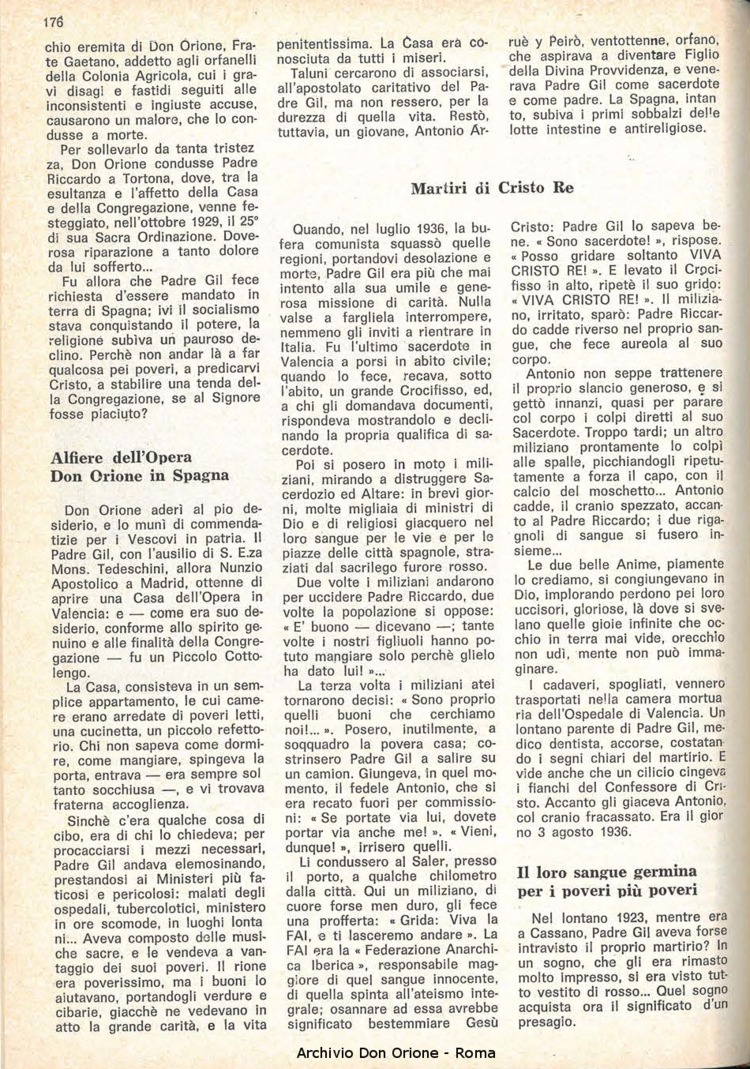 176
chio eremita di Don Orione, Fra-
te Gaetano, addetto agli orfanelli
della Colonia Agricola, cui i gra-
vi disagi e fastidi seguiti alle
inconsistenti e ingiuste accuse,
causarono un malore, che lo con-
dusse a morte.
Per sollevarlo da tanta tristez
za, Don Orione condusse Padre
Riccardo a Tortona, dove, tra la
esultanza e l'affetto della Casa
e della Congregazione, venne fe-
steggiato, nell'ottobre 1929, il 25°
di sua Sacra Ordinazione. Dove-
rosa riparazione a tanto dolore
da lui sofferto...
Fu allora che Padre Gil fece
richiesta d'essere mandato in
terra di Spagna; ivi il socialismo
stava conquistando il potere, la
religione subiva un pauroso de-
clino. Perchè non andar là a far
qualcosa pei poveri, a predicarvi
Cristo, a stabilire una tenda del-
la Congregazione, se al Signore
fosse piaciuto?
Alfiere dell'Opera
Don Orione in Spagna
Don Orione aderì al pio de-
siderio, e lo munì di commenda-
tizie per i Vescovi in patria. Il
Padre Gil, con l'ausilio di S. E.za
Mons. Tedeschini, allora Nunzio
Apostolico a Madrid, ottenne di
aprire una Casa dell'Opera in
Valencia: e — come era suo de-
siderio, conforme allo spirito ge-
nuino e alle finalità della Congre-
gazione — fu un Piccolo Cotto-
lengo.
La Casa, consisteva in un sem-
plice appartamento, le cui came-
re erano arredate di poveri letti,
una cucinetta, un piccolo refetto-
rio. Chi non sapeva come dormi-
re, come mangiare, spingeva la
porta, entrava — era sempre sol
tanto socchiusa —, e vi trovava
fraterna accoglienza.
Sinchè c'era qualche cosa di
cibo, era di chi lo chiedeva; per
procacciarsi i mezzi necessari,
Padre Gil andava elemosinando,
prestandosi ai Ministeri più fa-
ticosi e pericolosi: malati degli
ospedali, tubercolotici, ministero
in ore scomode, in luoghi lonta
ni... Aveva composto delle musi-
che sacre, e le vendeva a van-
taggio dei suoi poveri. Il rione
era poverissimo, ma i buoni lo
aiutavano, portandogli verdure e
cibarie, giacchè ne vedevano in
atto la grande carità, e la vita
penitentissima. La Casa era co-
nosciuta da tutti i miseri.
Taluni cercarono di associarsi,
all'apostolato caritativo del Pa-
dre Gil, ma non ressero, per la
durezza di quella vita. Restò,
tuttavia, un giovane, Antonio Ar-
ruè y Peirò, ventottenne, orfano,
che aspirava a diventare Figlio
della Divina Provvidenza, e vene-
rava Padre Gil come sacerdote
e come padre. La Spagna, intan
to, subiva i primi sobbalzi delle
lotte intestine e antireligiose.
Martiri di Cristo Re
Quando, nel luglio 1936, la bu-
fera comunista squassò quelle
regioni, portandovi desolazione e
morte, Padre Gil era più che mai
intento alla sua umile e gene-
rosa missione di carità. Nulla
valse a fargliela interrompere,
nemmeno gli inviti a rientrare in
Italia. Fu l'ultimo sacerdote in
Valencia a porsi in abito civile;
quando lo fece, recava, sotto
l'abito, un grande Crocifisso, ed,
a chi gli domandava documenti,
rispondeva mostrandolo e decli-
nando la propria qualifica di sa-
cerdote.
Poi si posero in moto i mili-
ziani, mirando a distruggere Sa-
cerdozio ed Altare: in brevi gior-
ni, molte migliaia di ministri di
Dio e di religiosi giacquero nel
loro sangue per le vie e per le
piazze delle città spagnole, stra-
ziati dal sacrilego furore rosso.
Due volte i miliziani andarono
per uccidere Padre Riccardo, due
volte la popolazione si oppose:
« E' buono — dicevano —; tante
volte i nostri figliuoli hanno po-
tuto mangiare solo perchè glielo
ha dato lui! »...
La terza volta i miliziani atei
tornarono decisi: « Sono proprio
quelli buoni che cerchiamo
noi!... ». Posero, inutilmente, a
soqquadro la povera casa; co-
strinsero Padre Gil a salire su
un camion. Giungeva, in quel mo-
mento, il fedele Antonio, che si
era recato fuori per commissio-
ni: « Se portate via lui, dovete
portar via anche me! ». « Vieni,
dunque! », irrisero quelli.
Li condussero al Saler, presso
il porto, a qualche chilometro
dalla città. Qui un miliziano, di
cuore forse men duro, gli fece
una profferta: « Grida: Viva la
FAI, e ti lasceremo andare ». La
FAI era la « Federazione Anarchi-
ca Iberica », responsabile mag-
giore di quel sangue innocente,
di quella spinta all'ateismo inte-
grale; osannare ad essa avrebbe
significato bestemmiare Gesù
Cristo: Padre Gil lo sapeva be-
ne. « Sono sacerdote! », rispose.
« Posso gridare soltanto VIVA
CRISTO RE! ». E levato il Croci-
fisso in alto, ripetè il suo grido:
« VIVA CRISTO RE! ». Il milizia-
no, irritato, sparò: Padre Riccar-
do cadde riverso nel proprio san-
gue, che fece aureola al suo
corpo.
Antonio non seppe trattenere
il proprio slancio generoso, e si
gettò innanzi, quasi per parare
col corpo i colpi diretti al suo
Sacerdote. Troppo tardi; un altro
miliziano prontamente lo colpì
alle spalle, picchiandogli ripetu-
tamente a forza il capo, con il
calcio del moschetto... Antonio
cadde, il cranio spezzato, accan-
to al Padre Riccardo; i due riga-
gnoli di sangue si fusero in-
sieme...
Le due belle Anime, piamente
lo crediamo, si congiungevano in
Dio, implorando perdono pei loro
uccisori, gloriose, là dove si sve-
lano quelle gioie infinite che oc-
chio in terra mai vide, orecchio
non udì, mente non può imma-
ginare.
I cadaveri, spogliati, vennero
trasportati nella camera mortua
ria dell'Ospedale di Valencia. Un
lontano parente di Padre Gil, me-
dico dentista, accorse, costatan-
do i segni chiari del martirio. E
vide anche che un cilicio cingeva
i fianchi del Confessore di Cri-
sto. Accanto gli giaceva Antonio,
col cranio fracassato. Era il gior
no 3 agosto 1936.
Il loro sangue germina
per i poveri più poveri
Nel lontano 1923, mentre era
a Cassano, Padre Gil aveva forse
intravisto il proprio martirio? In
un sogno, che gli era rimasto
molto impresso, si era visto tut-
to vestito di rosso... Quel sogno
acquista ora il significato d'un
presagio.
Archivio Don Orione - Roma